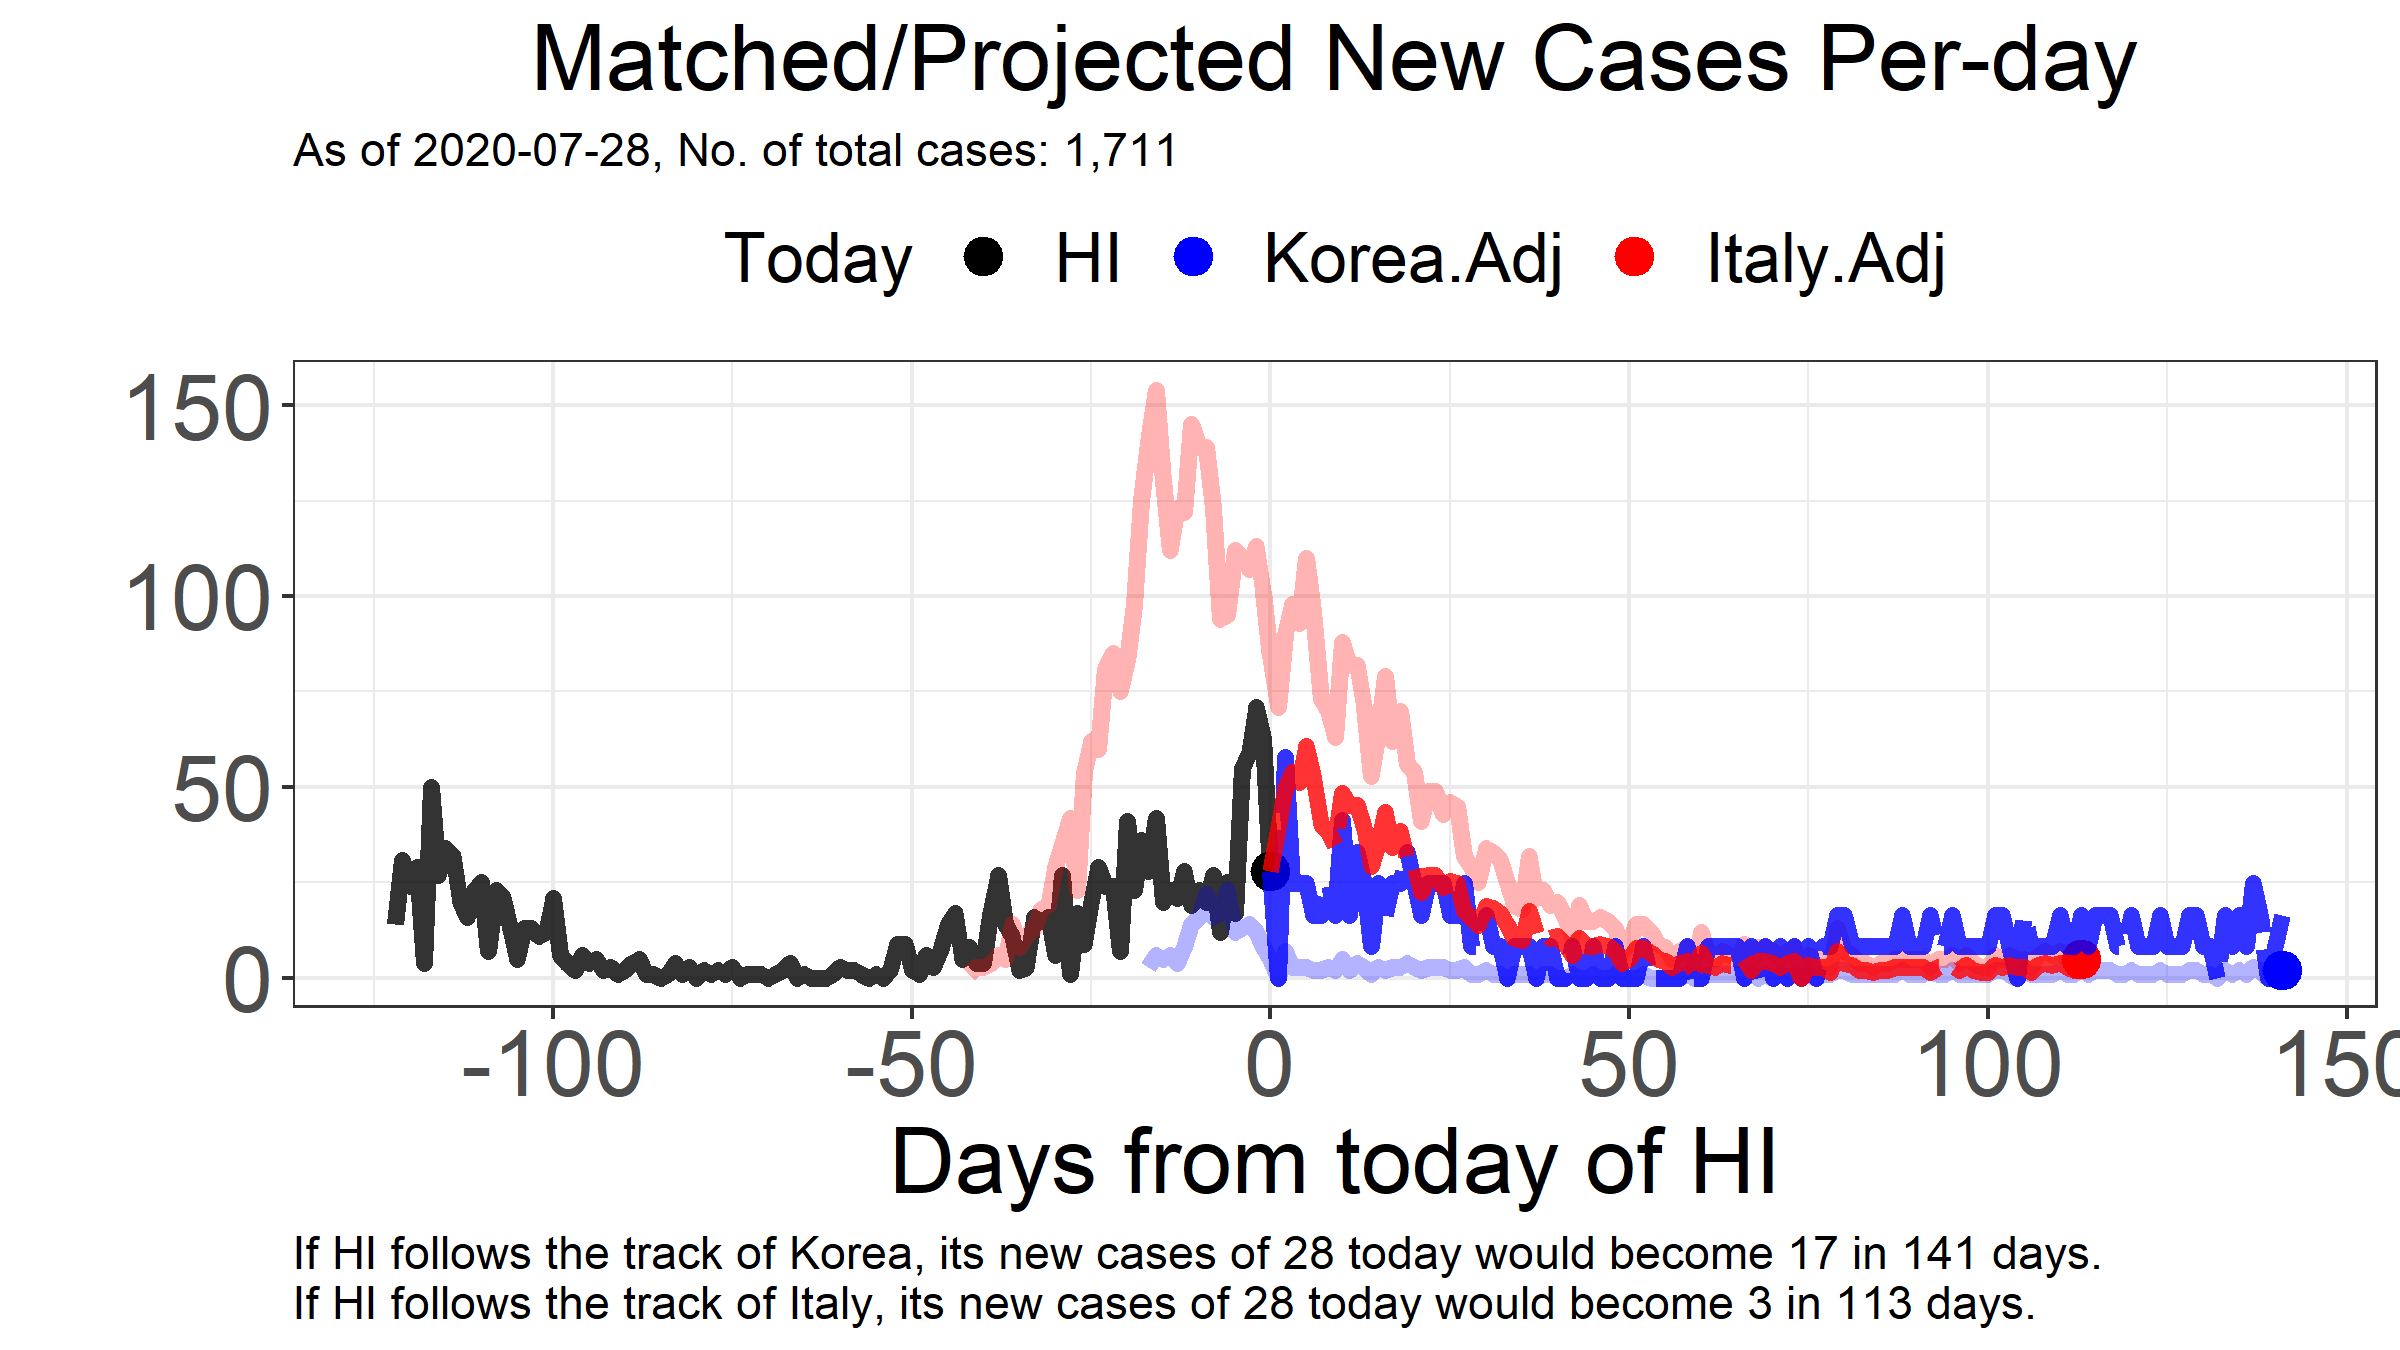 Matched/Projected New Cases Per-day
As of 2020-07-28, No. of total cases: 1,711
Today HI Korea.Adj Italy.Adj
150
100
50
0
-100 -50 0 50 100 150
Days from today of HI
If HI follows the track of Korea, its new cases of 28 today would become 17 in 141 days.
If HI follows the track of Italy, its new cases of 28 today would become 3 in 113 days.